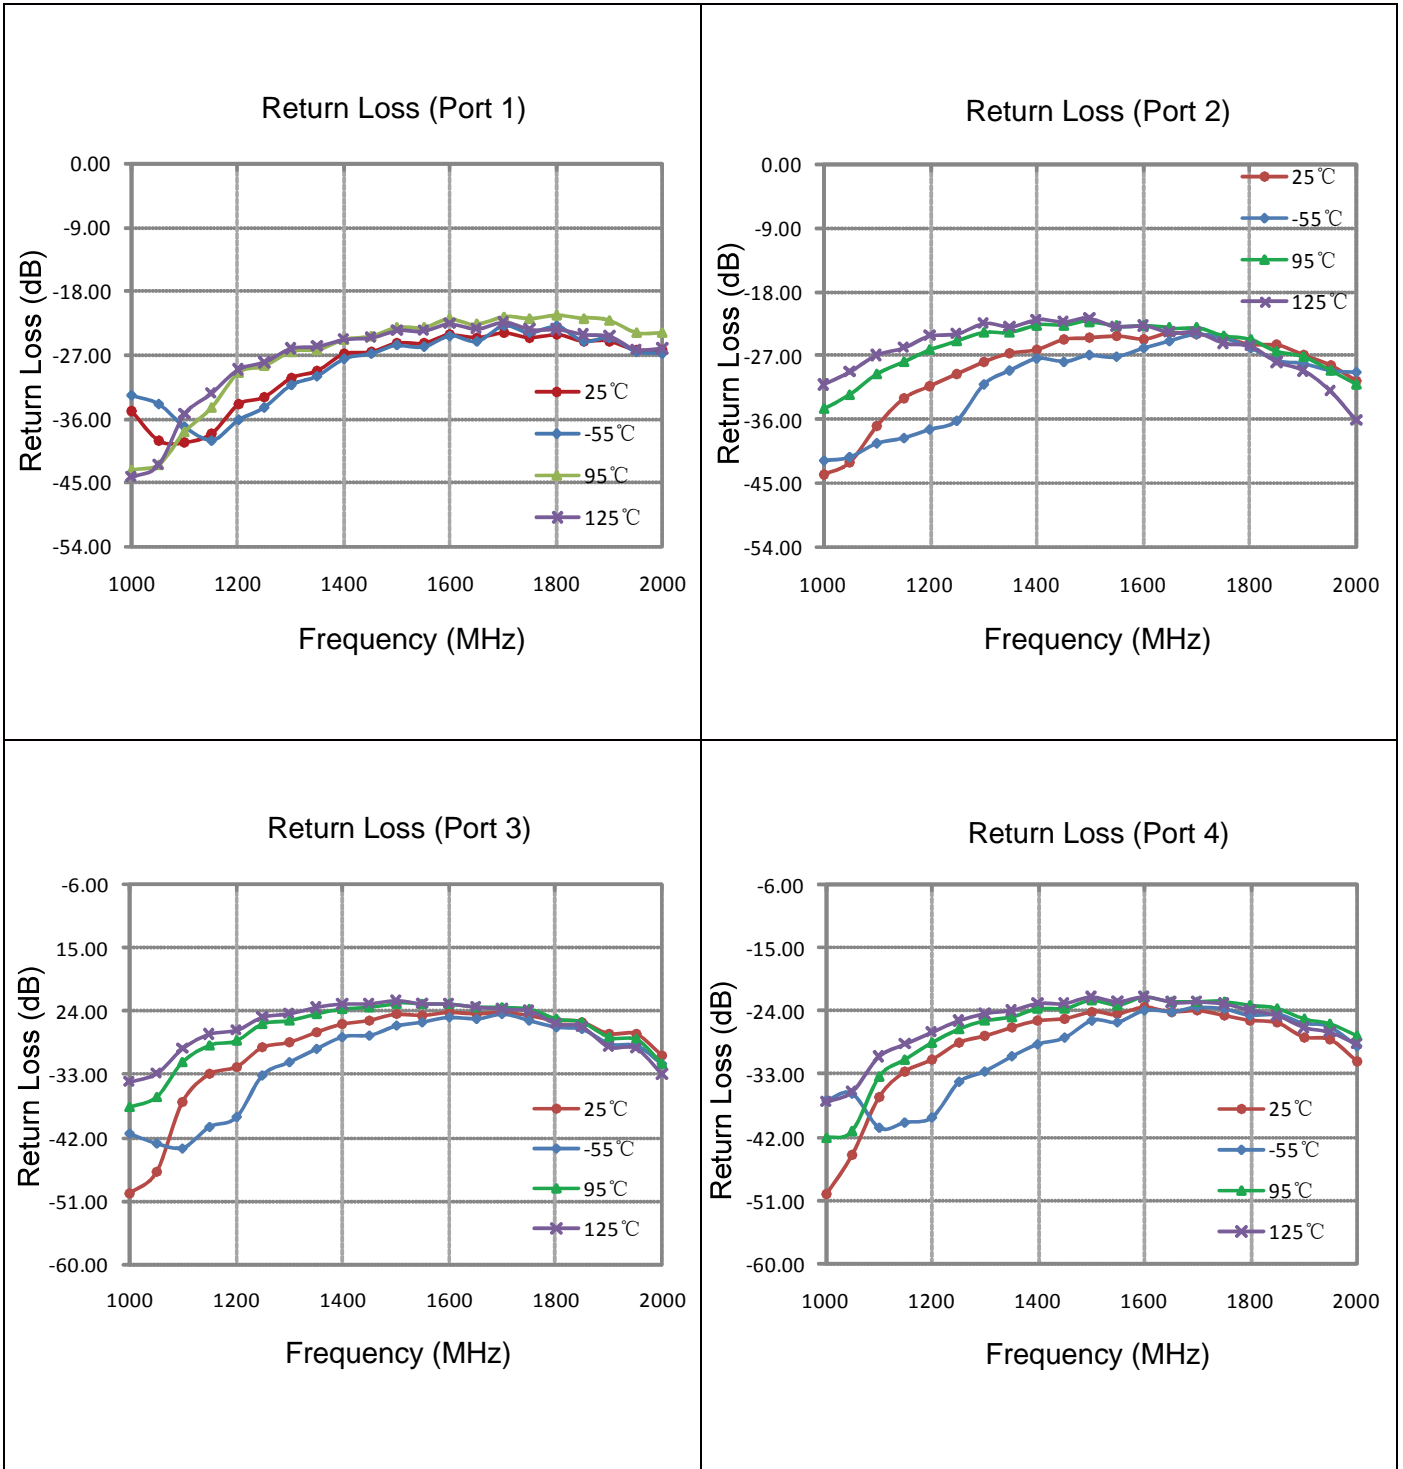 Return Loss (Port 1)
Return Loss (dB)
0.00
-9.00
-18.00
-27.00
-36.00
-45.00
-54.00
25℃
-55℃
95℃
125℃
1000 1200 1400 1600 1800 2000
Frequency (MHz)
Return Loss (Port 2)
Return Loss (dB)
0.00
-9.00
-18.00
-27.00
-36.00
-45.00
-54.00
25℃
-55℃
95℃
125℃
1000 1200 1400 1600 1800 2000
Frequency (MHz)
Return Loss (Port 3)
Return Loss (dB)
-6.00
15.00
24.00
-33.00
-42.00
-51.00
-60.00
25℃
-55℃
95℃
125℃
1000 1200 1400 1600 1800 2000
Frequency (MHz)
Return Loss (Port 4)
Return Loss (dB)
-6.00
-15.00
-24.00
-33.00
-42.00
-51.00
-60.00
25℃
-55℃
95℃
125℃
1000 1200 1400 1600 1800 2000
Frequency (MHz)